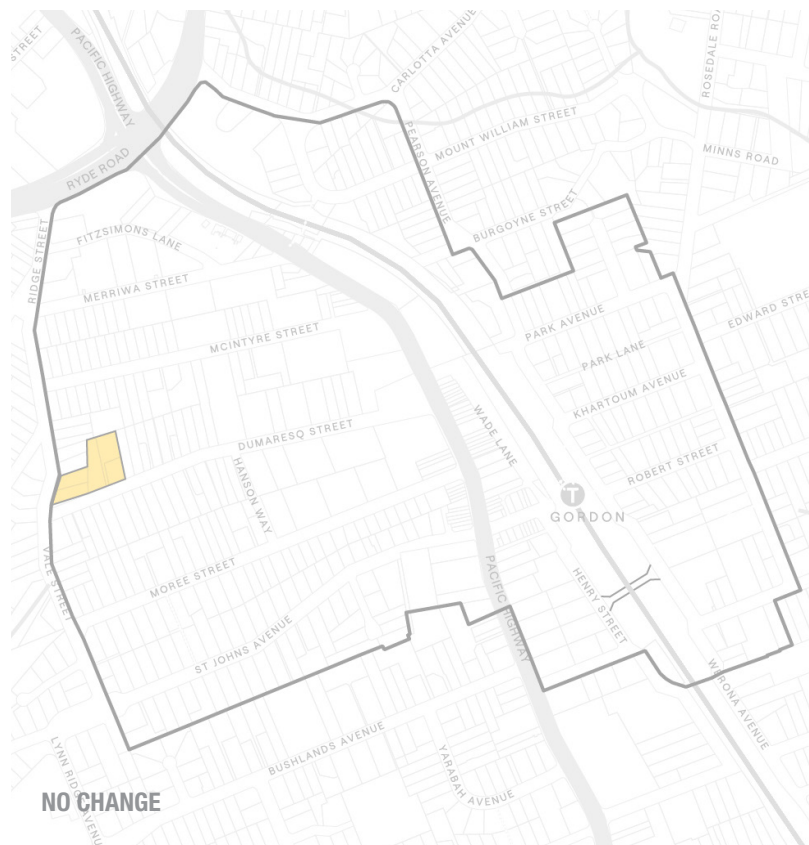 STREET
PACIFIC HIGHWAY
CARLOTTA AVENUE
ROSEDALE ROAD
PEARSON AVENUE
MOUNT WILLIAM STREET
MINNS ROAD
RYDE ROAD
BURGOYNE STREET
FITZSIMONS LANE
RIDGE STREET
MERRIWA STREET
EDWARD STRE
PARK AVENUE
MCINTYRE STREET
PARK LANE
KHARTOUM AVENUE
WADE LANE
DUMARESQ STREET
ROBERT STREET
HANSON WAY
T
GORDON
VALE STREET
MOREE STREET
PACIFIC HIGHWAY
HENRY STREET
ST JOHNS AVENUE
WERONA AVENUE
BUSHLANDS AVENUE
LYNN RIDGE AVENUE
YARABAH AVENUE
NO CHANGE